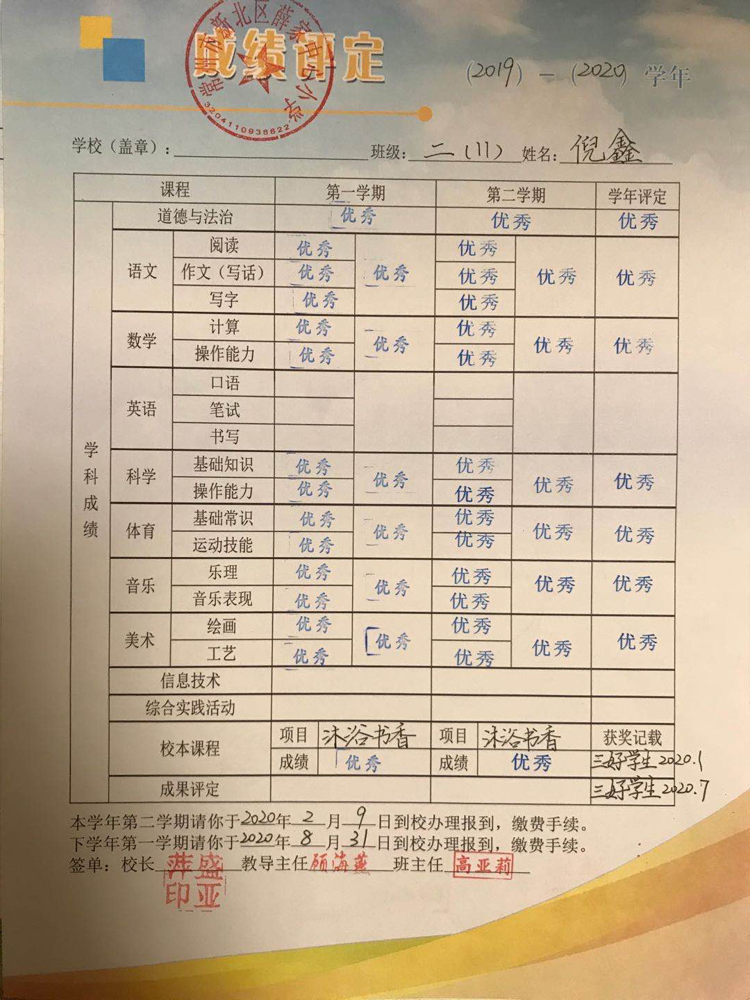 成绩评定
常州市新北区薛家中心小学
3204110938822
(2019) - (2020) 学年
学校（盖章）： 班级: 二(11) 姓名: 倪鑫
课程 第一学期 第二学期 学年评定
学科成绩
道德与法治 优秀 优秀 优秀
语文 阅读 优秀 优秀 优秀 优秀 优秀
作文（写话） 优秀 优秀
写字 优秀 优秀
数学 计算 优秀 优秀 优秀 优秀 优秀
操作能力 优秀 优秀
英语 口语
笔试
书写
科学 基础知识 优秀 优秀 优秀 优秀 优秀
操作能力 优秀 优秀
体育 基础常识 优秀 优秀 优秀 优秀 优秀
运动技能 优秀 优秀
音乐 乐理 优秀 优秀 优秀 优秀 优秀
音乐表现 优秀 优秀
美术 绘画 优秀 优秀 优秀 优秀 优秀
工艺 优秀 优秀
信息技术
综合实践活动
校本课程 项目 沐浴书香 项目 沐浴书香 获奖记载
成绩 优秀 成绩 优秀 三好学生2020.1
成果评定 三好学生2020.7
本学年第二学期请你于2020年 2 月 9 日到校办理报到，缴费手续。
下学年第一学期请你于2020年 8 月 31 日到校办理报到，缴费手续。
签单：校长 萍盛印亚 教导主任 顾海燕 班主任 高亚莉